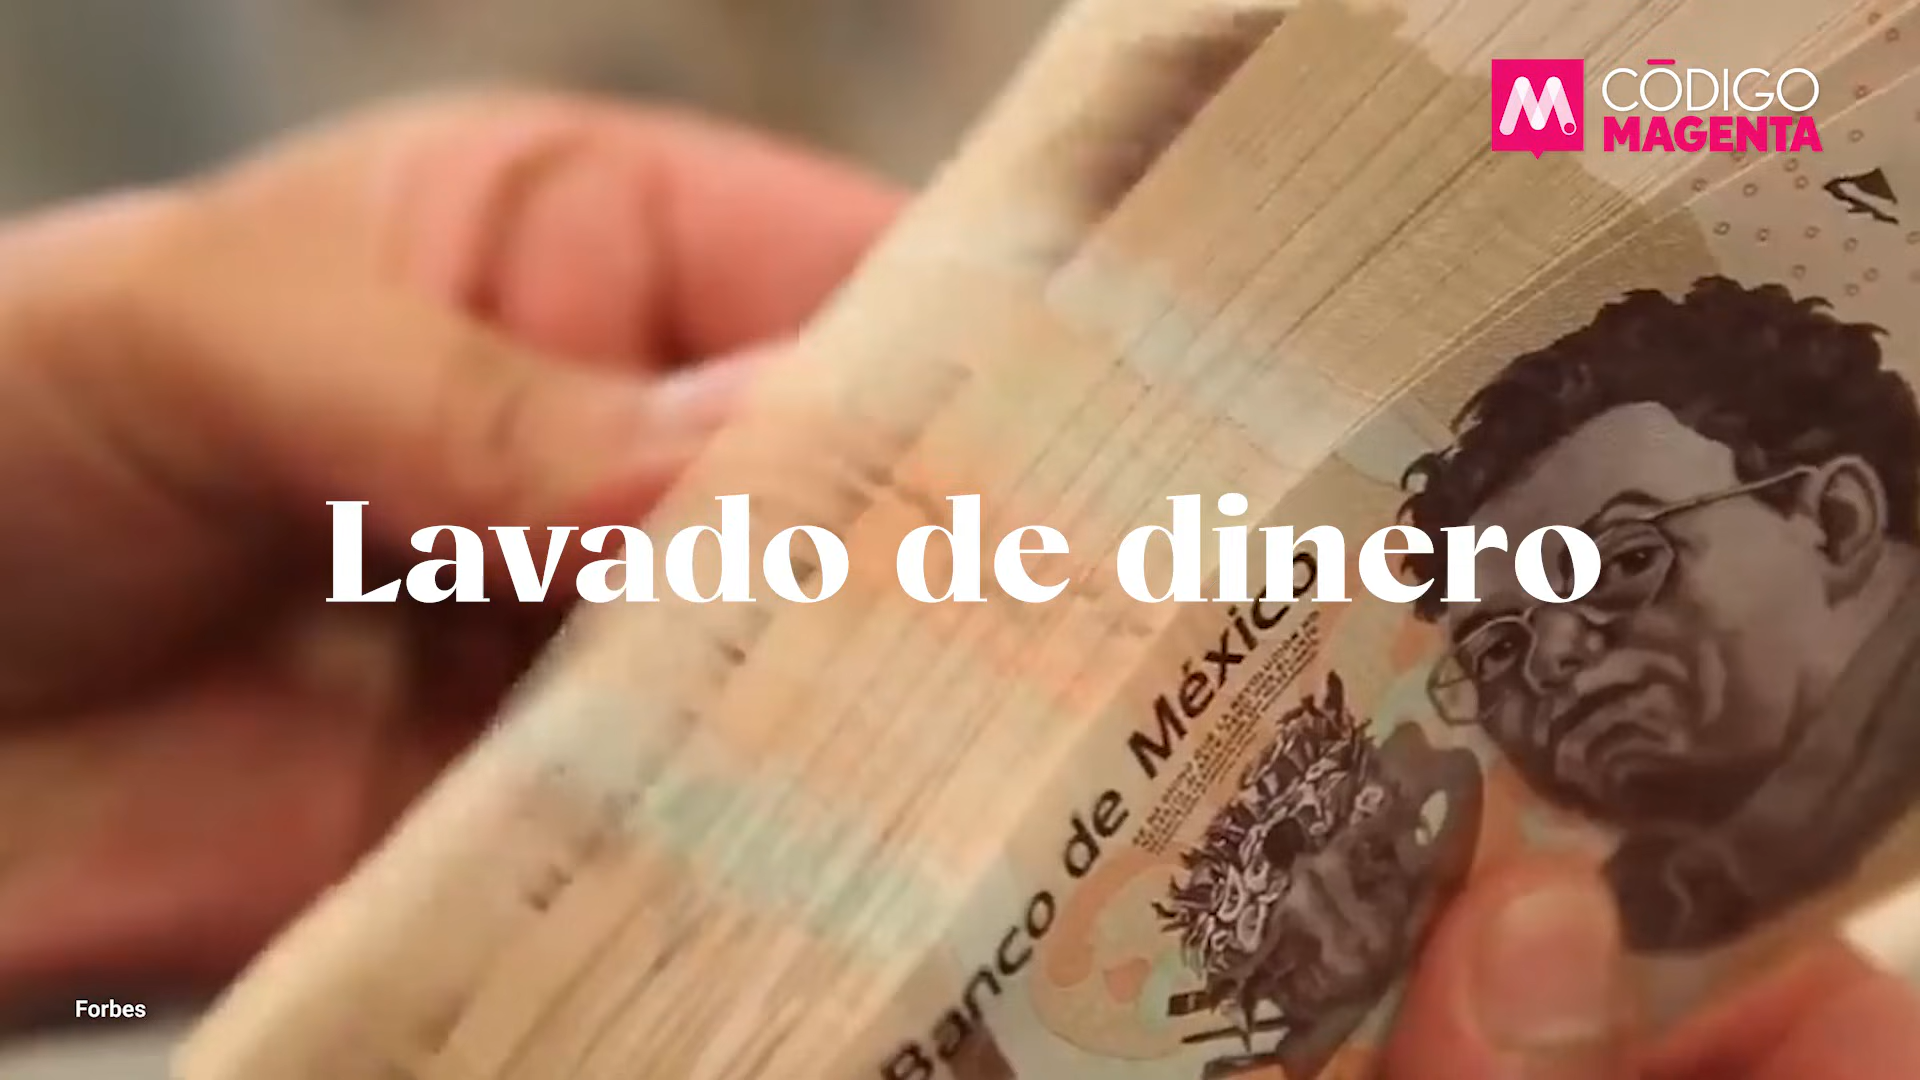 CŌDIGO
MAGENTA
Lavado de dinero
Banco de México
Forbes